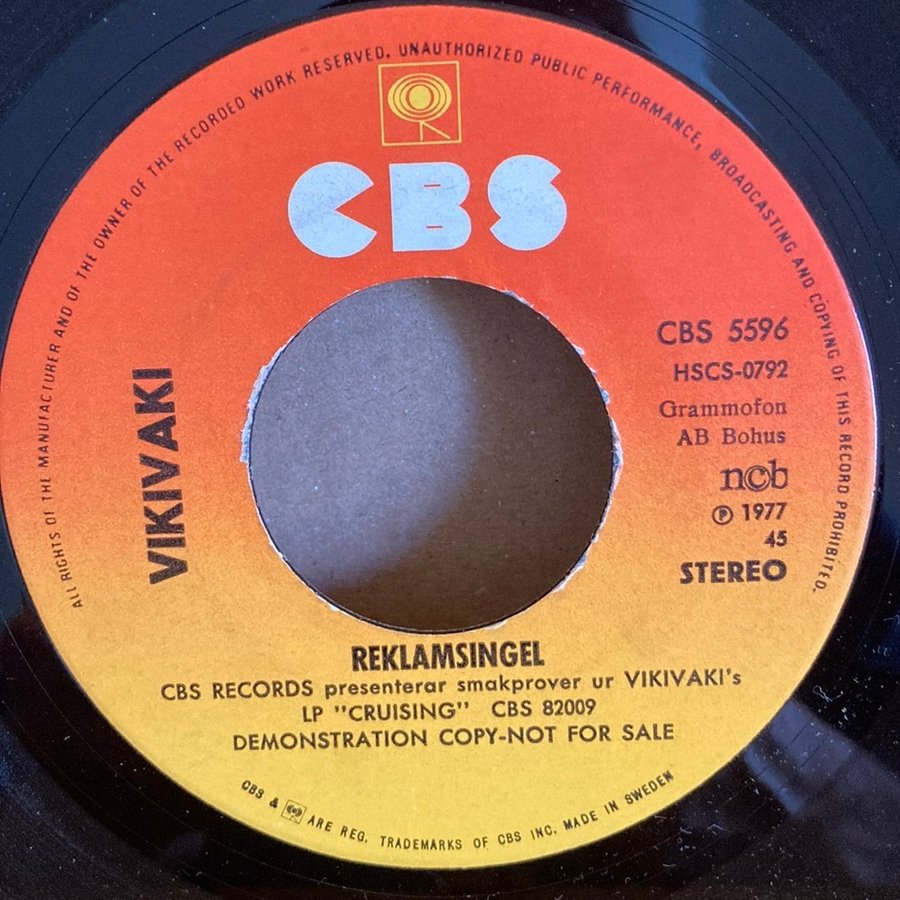 ALL RIGHTS OF THE MANUFACTURER AND OF THE OWNER OF THE RECORDED WORK RESERVED. UNAUTHORIZED PUBLIC PERFORMANCE, BROADCASTING AND COPYING OF THIS RECORD PROHIBITED.
CBS
VIKIVAKI
CBS 5596
HSCS-0792
Grammofon
AB Bohus
ncb
℗ 1977
45
STEREO
REKLAMSINGEL
CBS RECORDS presenterar smakprover ur VIKIVAKI's
LP "CRUISING" CBS 82009
DEMONSTRATION COPY-NOT FOR SALE
CBS & ARE REG. TRADEMARKS OF CBS INC. MADE IN SWEDEN